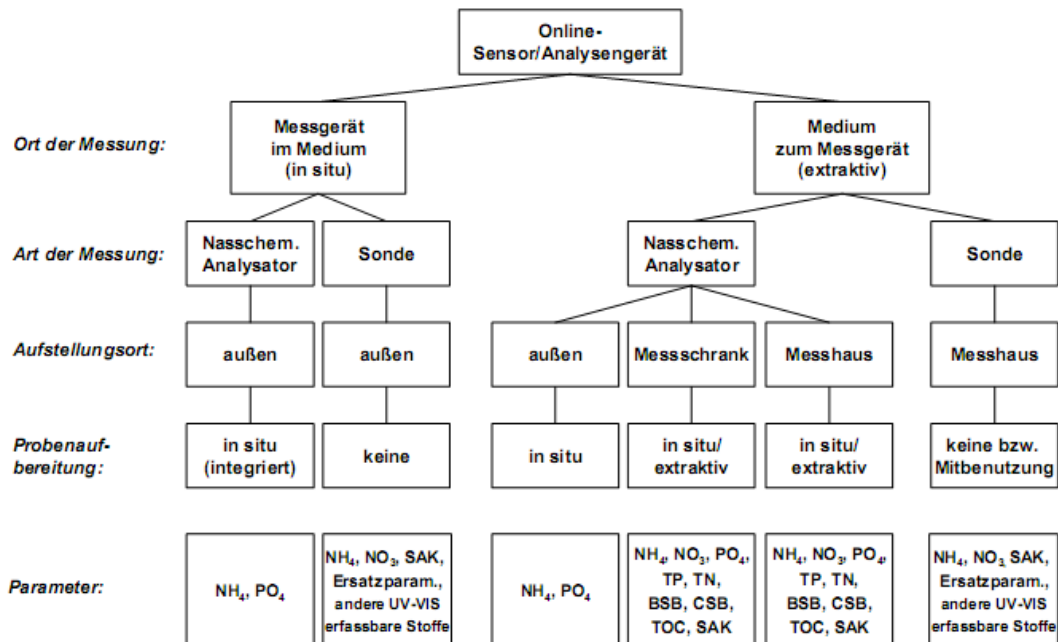 Online-
Sensor/Analysengerät
Ort der Messung:
Messgerät
im Medium
(in situ)
Medium
zum Messgerät
(extraktiv)
Art der Messung:
Nasschem.
Analysator
Sonde
Nasschem.
Analysator
Sonde
Aufstellungsort:
außen
außen
außen
Messschrank
Messhaus
Messhaus
Probenauf-
bereitung:
in situ
(integriert)
keine
in situ
in situ/
extraktiv
in situ/
extraktiv
keine bzw.
Mitbenutzung
Parameter:
NH₄, PO₄
NH₄, NO₃, SAK,
Ersatzparam.,
andere UV-VIS
erfassbare Stoffe
NH₄, PO₄
NH₄, NO₃, PO₄,
TP, TN,
BSB, CSB,
TOC, SAK
NH₄, NO₃, PO₄,
TP, TN,
BSB, CSB,
TOC, SAK
NH₄, NO₃, SAK,
Ersatzparam.,
andere UV-VIS
erfassbare Stoffe